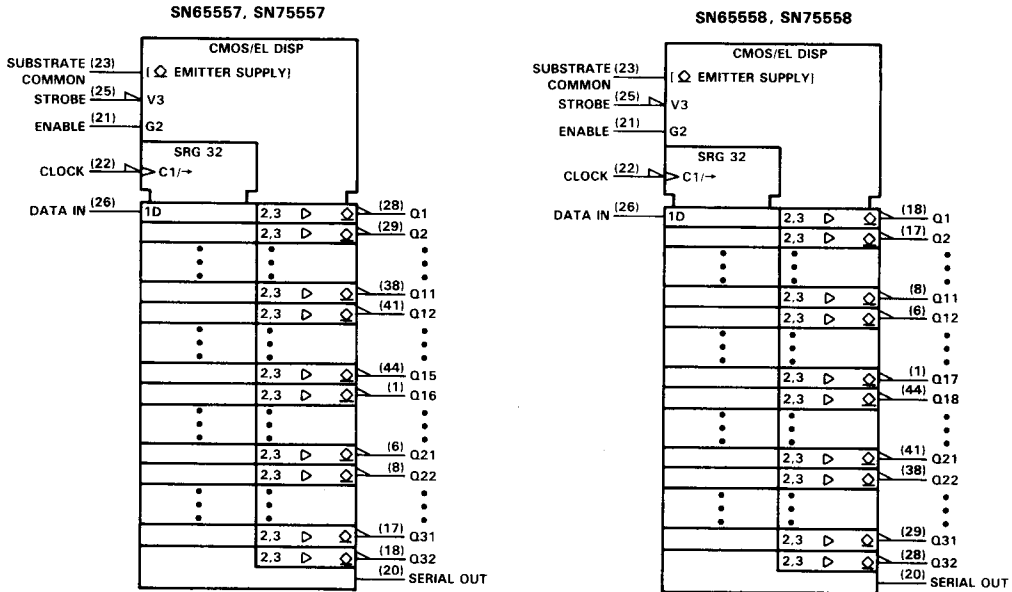 SN65557, SN75557
CMOS/EL DISP
SUBSTRATE (23)
COMMON
[ ◇ EMITTER SUPPLY]
STROBE (25) V3
ENABLE (21) G2
SRG 32
CLOCK (22) C1/→
DATA IN (26) 1D 2,3 ▷ ◇ (28) Q1
2,3 ▷ ◇ (29) Q2
2,3 ▷ ◇ (38) Q11
2,3 ▷ ◇ (41) Q12
2,3 ▷ ◇ (44) Q15
2,3 ▷ ◇ (1) Q16
2,3 ▷ ◇ (6) Q21
2,3 ▷ ◇ (8) Q22
2,3 ▷ ◇ (17) Q31
2,3 ▷ ◇ (18) Q32
(20) SERIAL OUT
SN65558, SN75558
CMOS/EL DISP
SUBSTRATE (23)
COMMON
[ ◇ EMITTER SUPPLY]
STROBE (25) V3
ENABLE (21) G2
SRG 32
CLOCK (22) C1/→
DATA IN (26) 1D 2,3 ▷ ◇ (18) Q1
2,3 ▷ ◇ (17) Q2
2,3 ▷ ◇ (8) Q11
2,3 ▷ ◇ (6) Q12
2,3 ▷ ◇ (1) Q17
2,3 ▷ ◇ (44) Q18
2,3 ▷ ◇ (41) Q21
2,3 ▷ ◇ (38) Q22
2,3 ▷ ◇ (29) Q31
2,3 ▷ ◇ (28) Q32
(20) SERIAL OUT